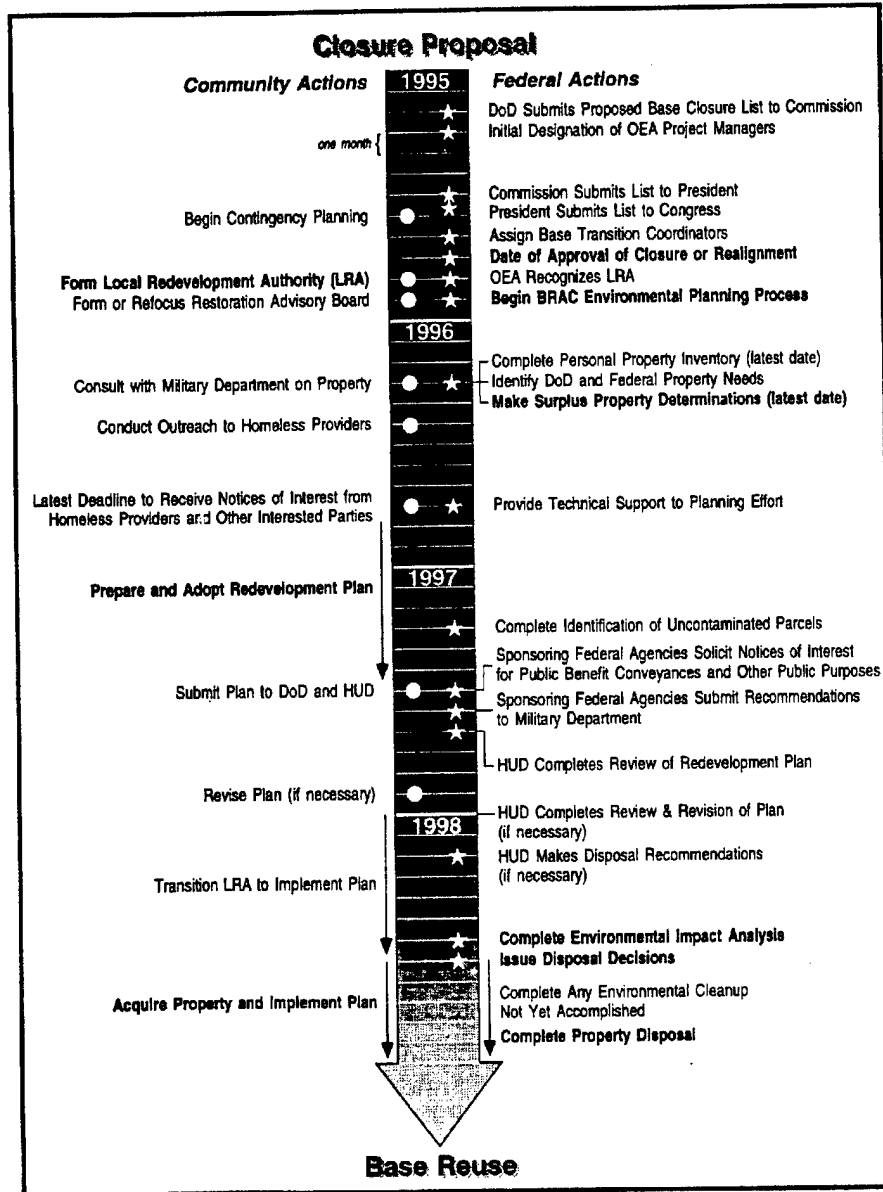 Closure Proposal
Community Actions
1995
Federal Actions
DoD Submits Proposed Base Closure List to Commission
Initial Designation of OEA Project Managers
one month {
Commission Submits List to President
President Submits List to Congress
Begin Contingency Planning
Assign Base Transition Coordinators
Date of Approval of Closure or Realignment
Form Local Redevelopment Authority (LRA)
OEA Recognizes LRA
Form or Refocus Restoration Advisory Board
Begin BRAC Environmental Planning Process
1996
Complete Personal Property Inventory (latest date)
Consult with Military Department on Property
Identify DoD and Federal Property Needs
Make Surplus Property Determinations (latest date)
Conduct Outreach to Homeless Providers
Latest Deadline to Receive Notices of Interest from
Homeless Providers and Other Interested Parties
Provide Technical Support to Planning Effort
1997
Prepare and Adopt Redevelopment Plan
Complete Identification of Uncontaminated Parcels
Sponsoring Federal Agencies Solicit Notices of Interest
for Public Benefit Conveyances and Other Public Purposes
Submit Plan to DoD and HUD
Sponsoring Federal Agencies Submit Recommendations
to Military Department
HUD Completes Review of Redevelopment Plan
Revise Plan (if necessary)
HUD Completes Review & Revision of Plan
(if necessary)
1998
HUD Makes Disposal Recommendations
(if necessary)
Transition LRA to Implement Plan
Complete Environmental Impact Analysis
Issue Disposal Decisions
Acquire Property and Implement Plan
Complete Any Environmental Cleanup
Not Yet Accomplished
Complete Property Disposal
Base Reuse